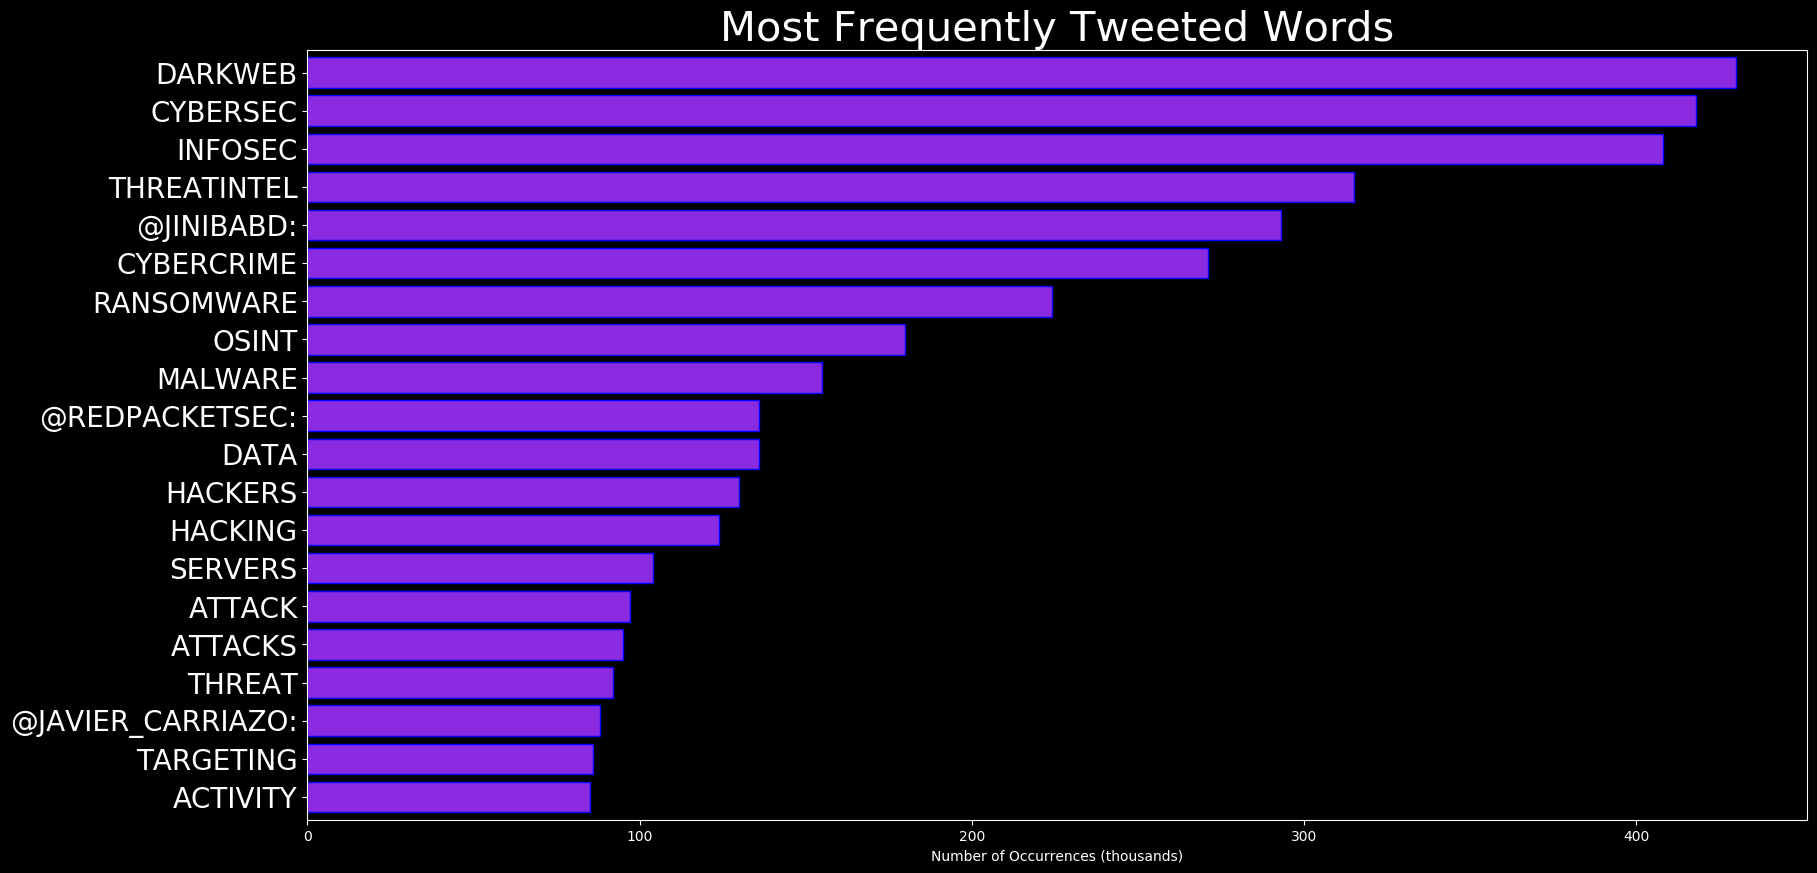 Most Frequently Tweeted Words
DARKWEB
CYBERSEC
INFOSEC
THREATINTEL
@JINIBABD:
CYBERCRIME
RANSOMWARE
OSINT
MALWARE
@REDPACKETSEC:
DATA
HACKERS
HACKING
SERVERS
ATTACK
ATTACKS
THREAT
@JAVIER_CARRIAZO:
TARGETING
ACTIVITY
0 100 200 300 400
Number of Occurrences (thousands)